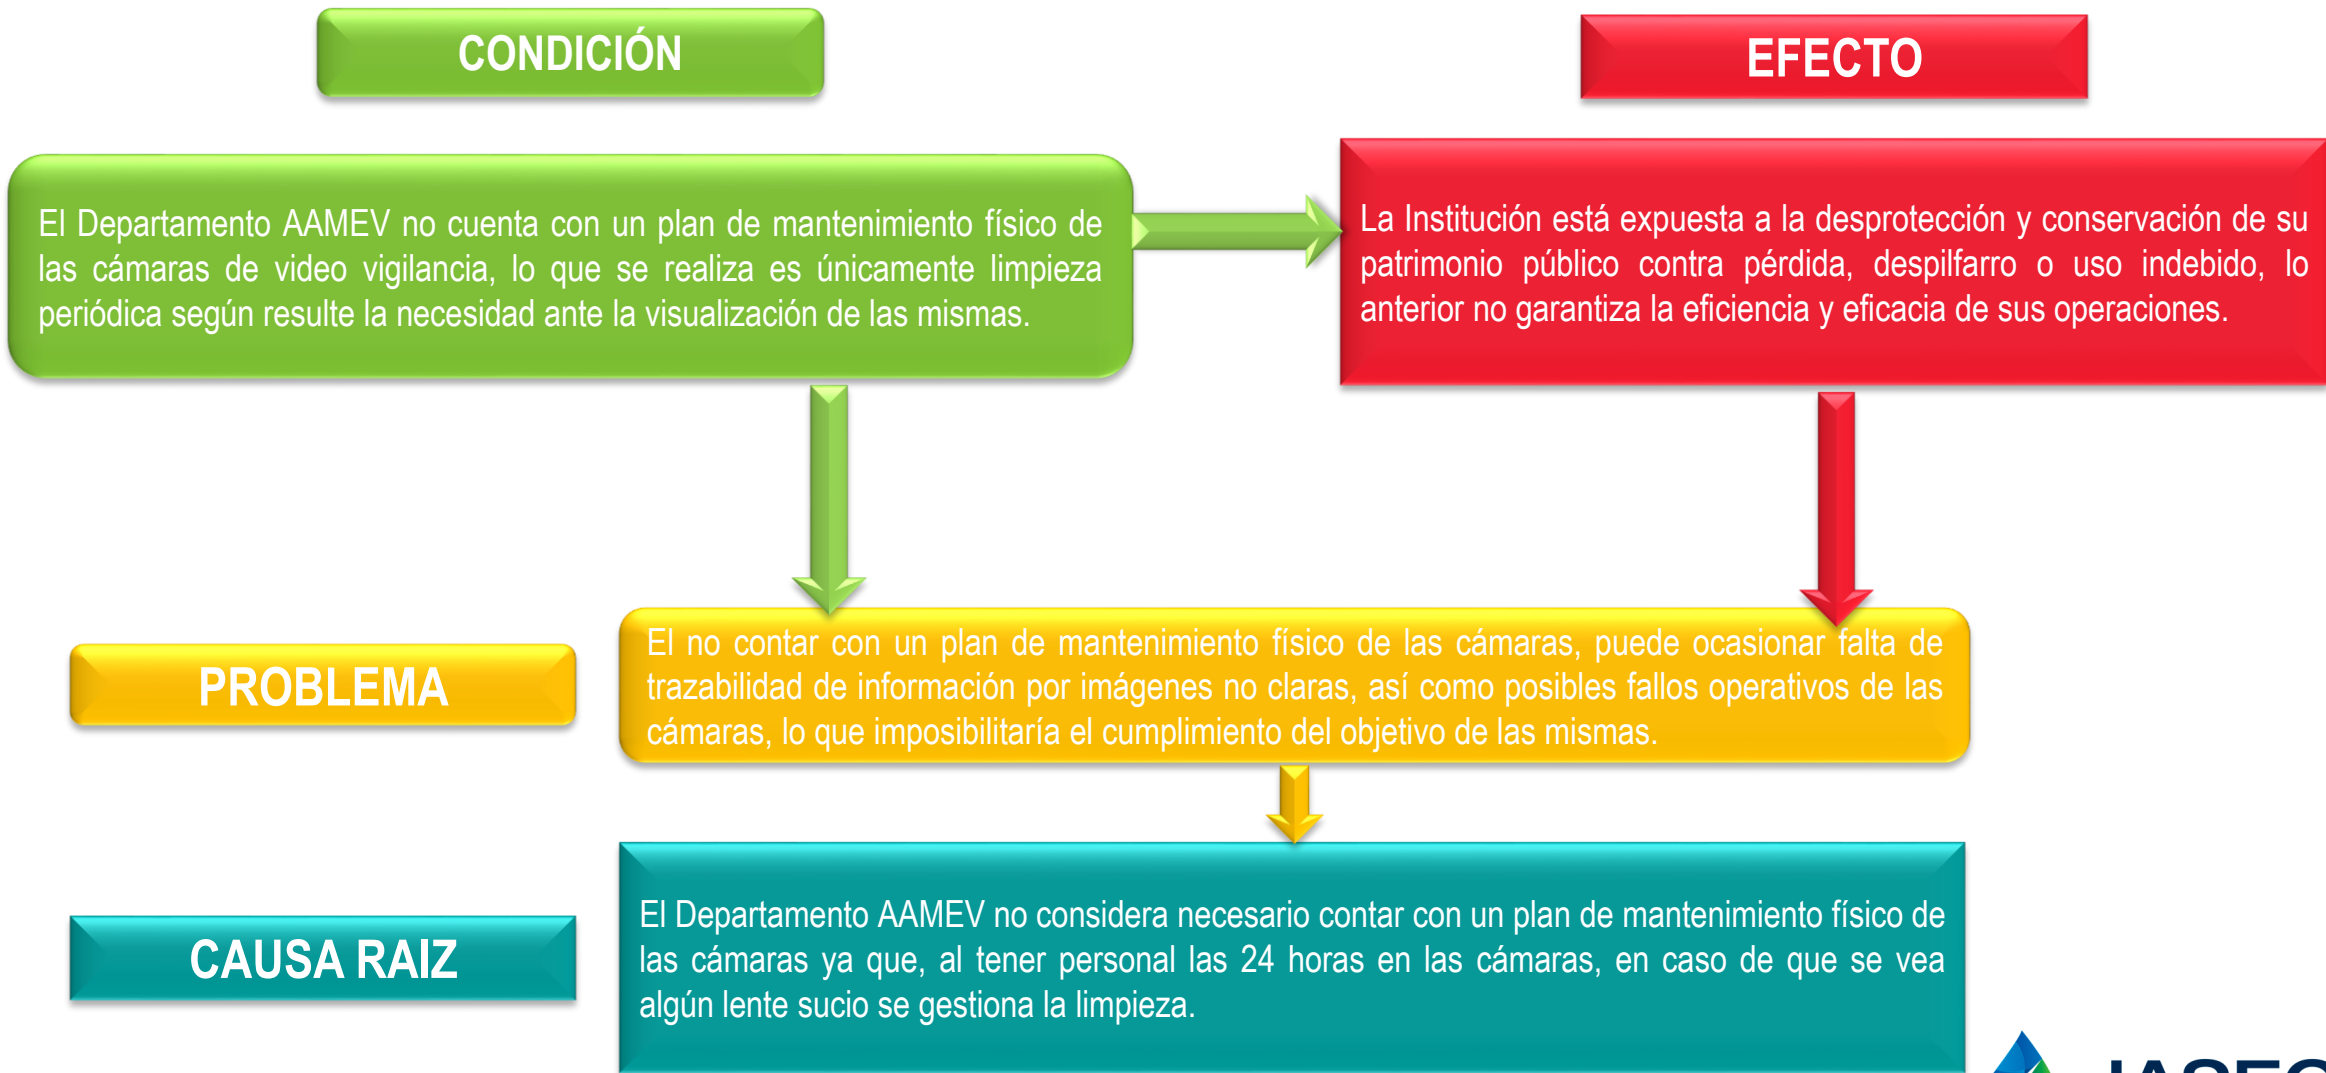 CONDICIÓN
EFECTO
El Departamento AAMEV no cuenta con un plan de mantenimiento físico de
las cámaras de video vigilancia, lo que se realiza es únicamente limpieza
periódica según resulte la necesidad ante la visualización de las mismas.
La Institución está expuesta a la desprotección y conservación de su
patrimonio público contra pérdida, despilfarro o uso indebido, lo
anterior no garantiza la eficiencia y eficacia de sus operaciones.
PROBLEMA
El no contar con un plan de mantenimiento físico de las cámaras, puede ocasionar falta de
trazabilidad de información por imágenes no claras, así como posibles fallos operativos de las
cámaras, lo que imposibilitaría el cumplimiento del objetivo de las mismas.
CAUSA RAIZ
El Departamento AAMEV no considera necesario contar con un plan de mantenimiento físico de
las cámaras ya que, al tener personal las 24 horas en las cámaras, en caso de que se vea
algún lente sucio se gestiona la limpieza.